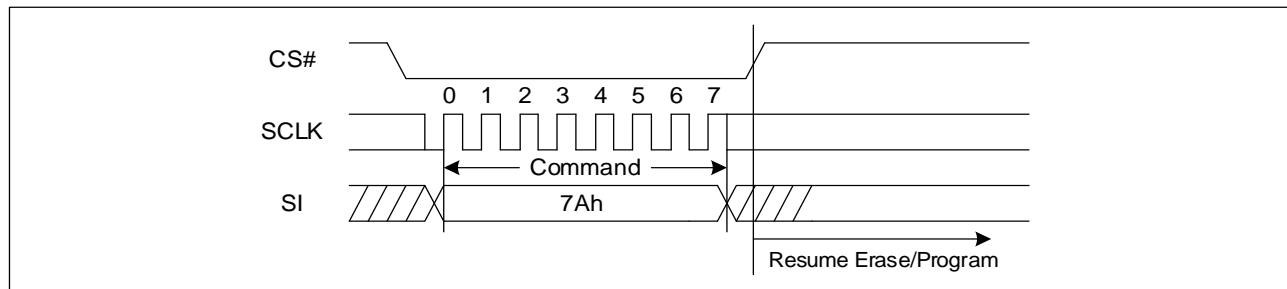 CS#
0 1 2 3 4 5 6 7
SCLK
Command
SI
7Ah
Resume Erase/Program